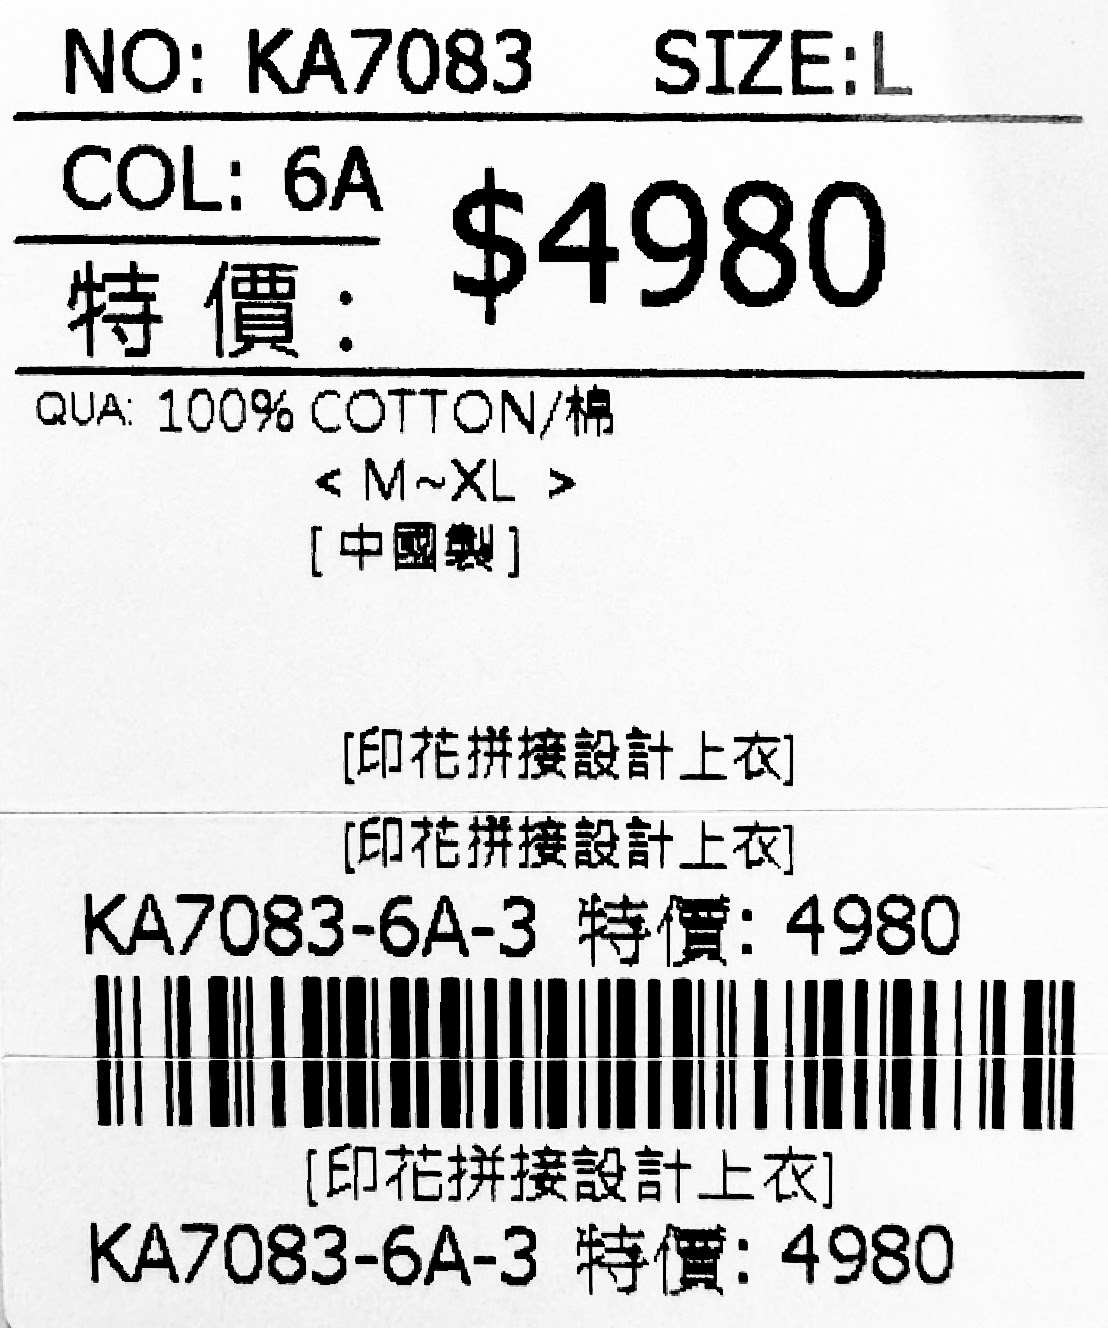 NO: KA7083 SIZE:L
COL: 6A
$4980
特 價 :
QUA: 100% COTTON/棉
< M~XL >
[ 中國製 ]
[印花拼接設計上衣]
[印花拼接設計上衣]
KA7083-6A-3 特價: 4980
[印花拼接設計上衣]
KA7083-6A-3 特價: 4980